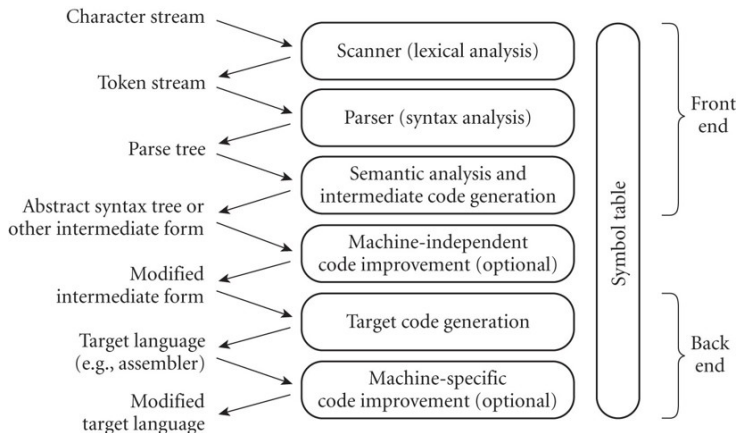 Character stream
Scanner (lexical analysis)
Token stream
Parser (syntax analysis)
Parse tree
Semantic analysis and
intermediate code generation
Abstract syntax tree or
other intermediate form
Machine-independent
code improvement (optional)
Modified
intermediate form
Target code generation
Target language
(e.g., assembler)
Machine-specific
code improvement (optional)
Modified
target language
Symbol table
Front
end
Back
end